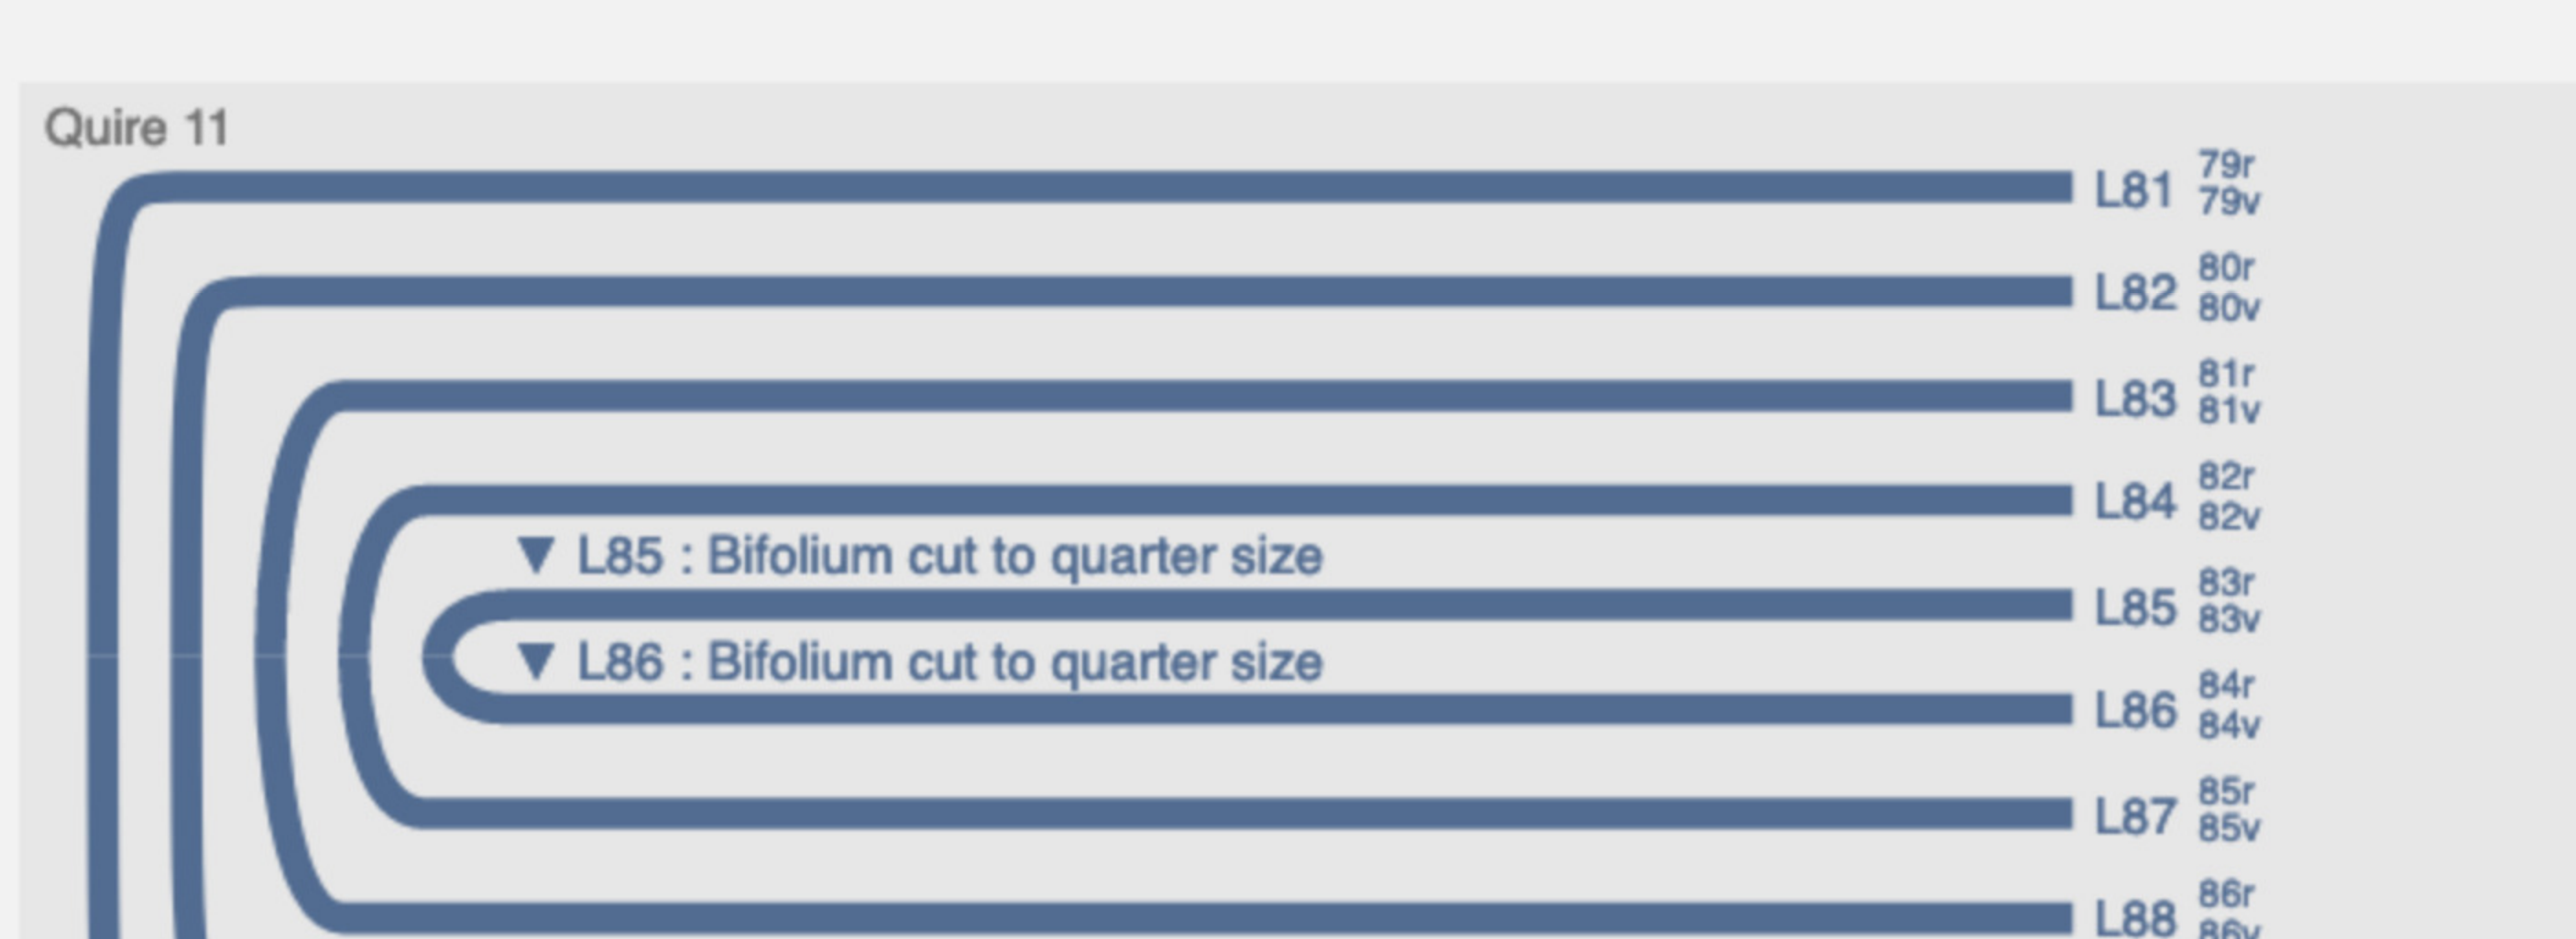 Quire 11
79r
L81
79v
80r
L82
80v
81r
L83
81v
82r
L84
82v
▼ L85 : Bifolium cut to quarter size
83r
L85
83v
▼ L86 : Bifolium cut to quarter size
84r
L86
84v
85r
L87
85v
86r
L88
86v